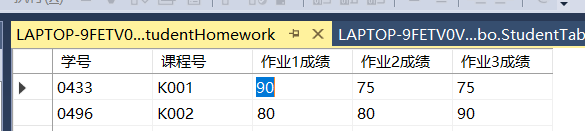 LAPTOP-9FETV0...tudentHomework LAPTOP-9FETV0V...bo.StudentTab
学号 课程号 作业1成绩 作业2成绩 作业3成绩
0433 K001 90 75 75
0496 K002 80 80 90